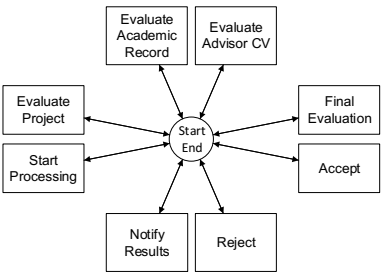 Evaluate
Academic
Record
Evaluate
Advisor CV
Evaluate
Project
Final
Evaluation
Start
End
Start
Processing
Accept
Notify
Results
Reject